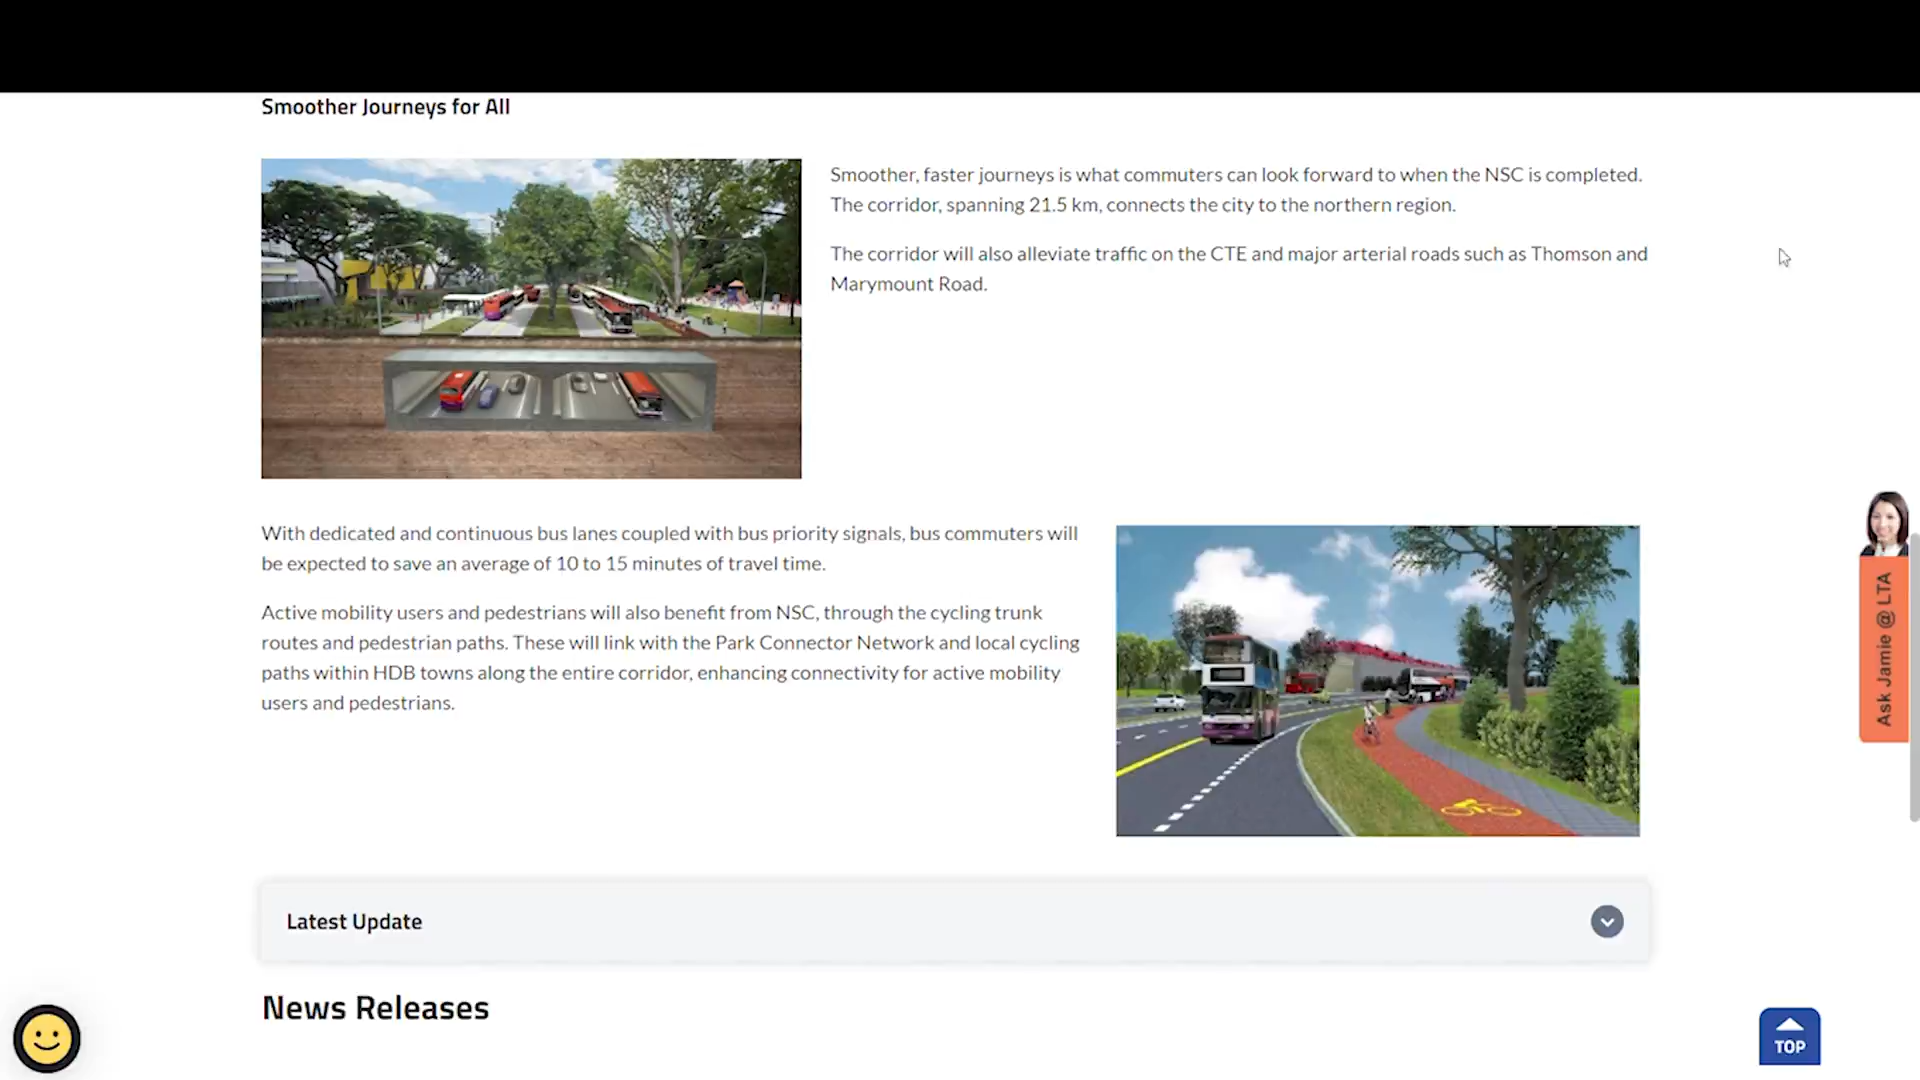 Smoother Journeys for All
Smoother, faster journeys is what commuters can look forward to when the NSC is completed.
The corridor, spanning 21.5 km, connects the city to the northern region.
The corridor will also alleviate traffic on the CTE and major arterial roads such as Thomson and
Marymount Road.
With dedicated and continuous bus lanes coupled with bus priority signals, bus commuters will
be expected to save an average of 10 to 15 minutes of travel time.
Active mobility users and pedestrians will also benefit from NSC, through the cycling trunk
routes and pedestrian paths. These will link with the Park Connector Network and local cycling
paths within HDB towns along the entire corridor, enhancing connectivity for active mobility
users and pedestrians.
Ask Jamie @ LTA
Latest Update
News Releases
TOP